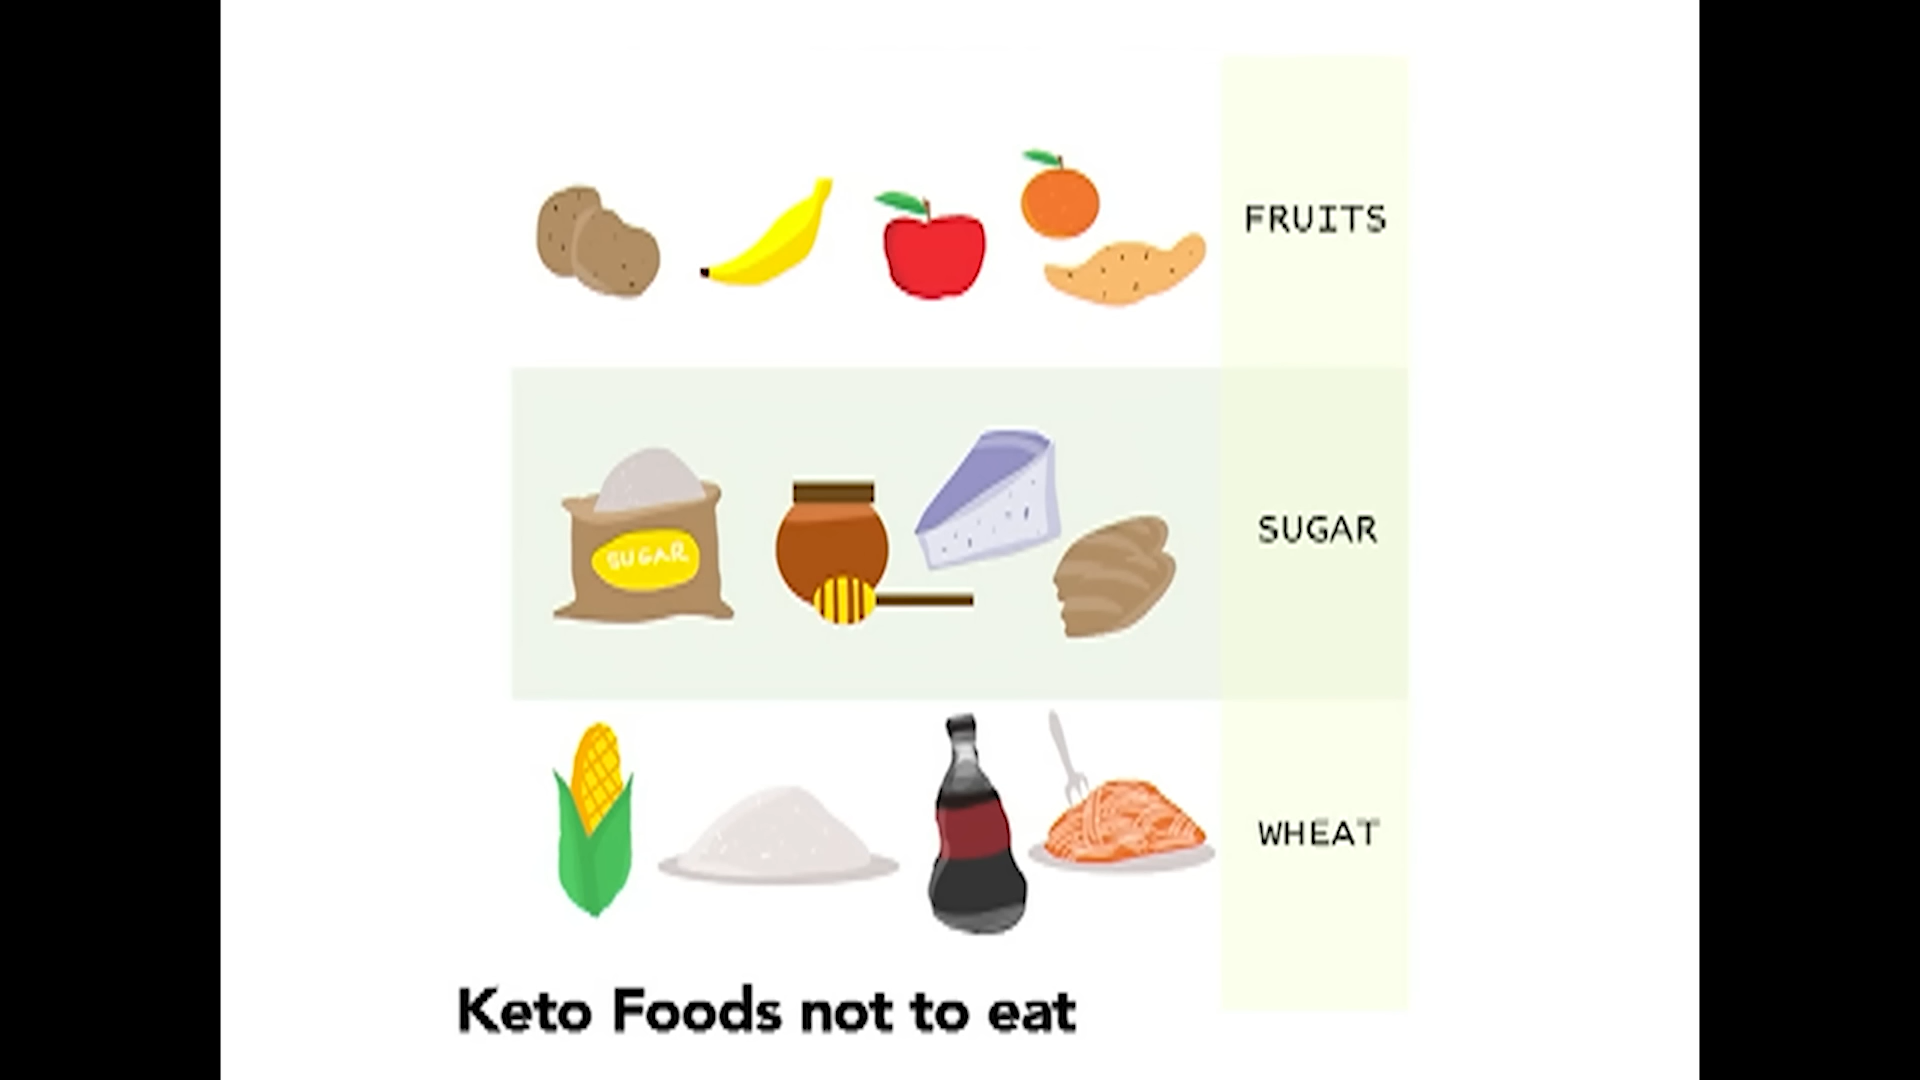 FRUITS
SUGAR
SUGAR
WHEAT
Keto Foods not to eat